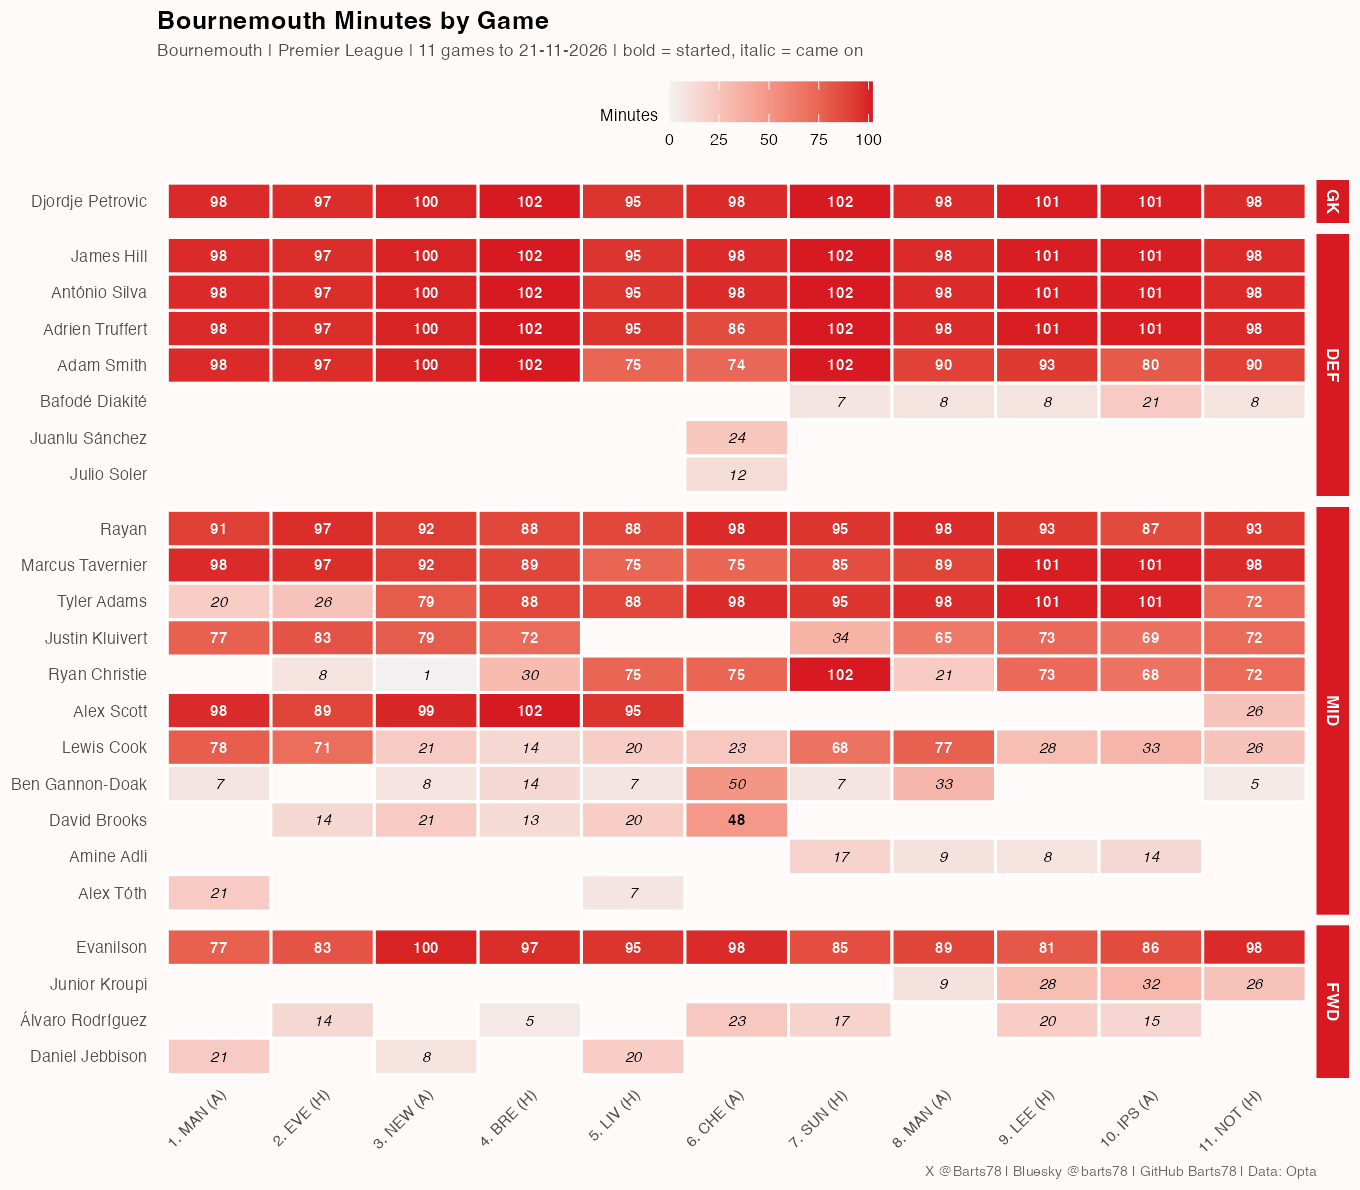 Bournemouth Minutes by Game
Bournemouth | Premier League | 11 games to 21-11-2026 | bold = started, italic = came on
Minutes
0 25 50 75 100
GK
Djordje Petrovic 98 97 100 102 95 98 102 98 101 101 98
DEF
James Hill 98 97 100 102 95 98 102 98 101 101 98
António Silva 98 97 100 102 95 98 102 98 101 101 98
Adrien Truffert 98 97 100 102 95 86 102 98 101 101 98
Adam Smith 98 97 100 102 75 74 102 90 93 80 90
Bafodé Diakité 7 8 8 21 8
Juanlu Sánchez 24
Julio Soler 12
MID
Rayan 91 97 92 88 88 98 95 98 93 87 93
Marcus Tavernier 98 97 92 89 75 75 85 89 101 101 98
Tyler Adams 20 26 79 88 88 98 95 98 101 101 72
Justin Kluivert 77 83 79 72 34 65 73 69 72
Ryan Christie 8 1 30 75 75 102 21 73 68 72
Alex Scott 98 89 99 102 95 26
Lewis Cook 78 71 21 14 20 23 68 77 28 33 26
Ben Gannon-Doak 7 8 14 7 50 7 33 5
David Brooks 14 21 13 20 48
Amine Adli 17 9 8 14
Alex Tóth 21 7
FWD
Evanilson 77 83 100 97 95 98 85 89 81 86 98
Junior Kroupi 9 28 32 26
Álvaro Rodríguez 14 5 23 17 20 15
Daniel Jebbison 21 8 20
1. MAN (A) 2. EVE (H) 3. NEW (A) 4. BRE (H) 5. LIV (H) 6. CHE (A) 7. SUN (H) 8. MAN (A) 9. LEE (H) 10. IPS (A) 11. NOT (H)
X @Barts78 | Bluesky @barts78 | GitHub Barts78 | Data: Opta